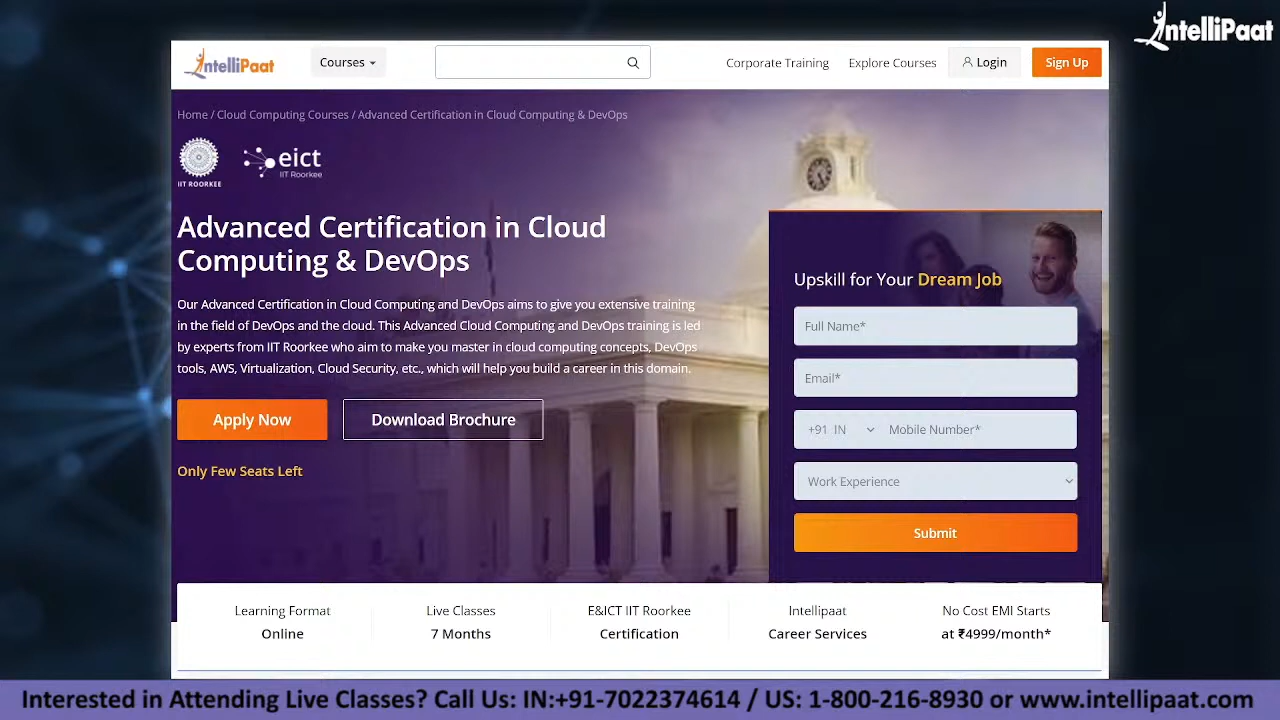 IntelliPaat
IntelliPaat
Courses
Corporate Training
Explore Courses
Login
Sign Up
Home / Cloud Computing Courses / Advanced Certification in Cloud Computing & DevOps
IIT ROORKEE
eict
IIT Roorkee
Advanced Certification in Cloud
Computing & DevOps
Our Advanced Certification in Cloud Computing and DevOps aims to give you extensive training
in the field of DevOps and the cloud. This Advanced Cloud Computing and DevOps training is led
by experts from IIT Roorkee who aim to make you master in cloud computing concepts, DevOps
tools, AWS, Virtualization, Cloud Security, etc., which will help you build a career in this domain.
Apply Now
Download Brochure
Only Few Seats Left
Upskill for Your Dream Job
Full Name*
Email*
+91 IN
Mobile Number*
Work Experience
Submit
Learning Format
Online
Live Classes
7 Months
E&ICT IIT Roorkee
Certification
Intellipaat
Career Services
No Cost EMI Starts
at ₹4999/month*
Interested in Attending Live Classes? Call Us: IN:+91-7022374614 / US: 1-800-216-8930 or www.intellipaat.com